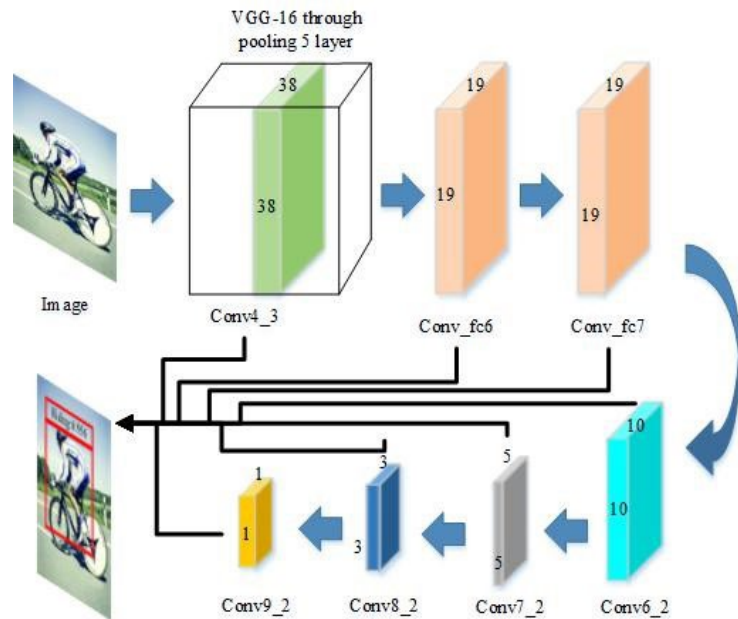 VGG-16 through
pooling 5 layer
38
38
19
19
19
19
Image
Conv4_3
Conv_fc6
Conv_fc7
10
10
5
5
3
3
1
1
Conv9_2
Conv8_2
Conv7_2
Conv6_2